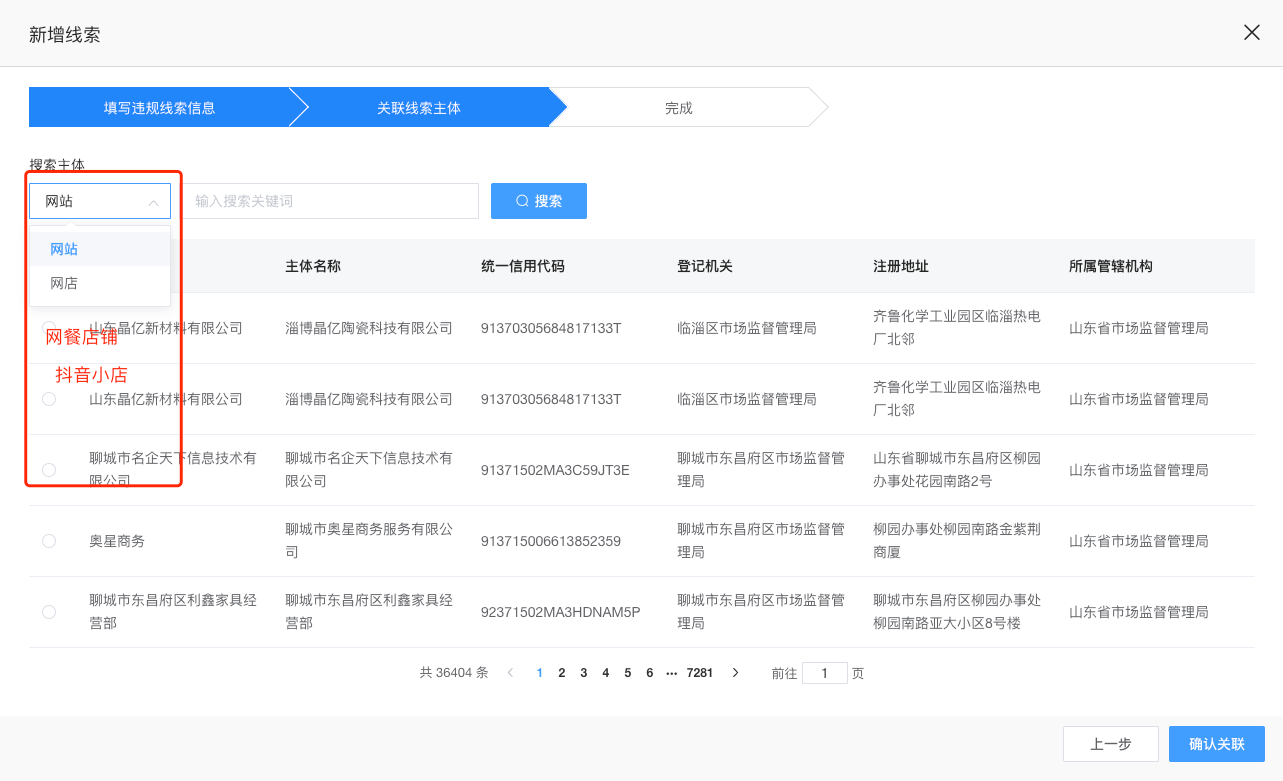 新增线索
填写违规线索信息
关联线索主体
完成
搜索主体
网站
输入搜索关键词
搜索
网站
网店
网餐店铺
抖音小店
主体名称 统一信用代码 登记机关 注册地址 所属管辖机构
山东晶亿新材料有限公司 淄博晶亿陶瓷科技有限公司 91370305684817133T 临淄区市场监督管理局 齐鲁化学工业园区临淄热电
厂北邻 山东省市场监督管理局
山东晶亿新材料有限公司 淄博晶亿陶瓷科技有限公司 91370305684817133T 临淄区市场监督管理局 齐鲁化学工业园区临淄热电
厂北邻 山东省市场监督管理局
聊城市名企天下信息技术有
限公司
聊城市名企天下信息技术有
限公司
91371502MA3C59JT3E
聊城市东昌府区市场监督管
理局
山东省聊城市东昌府区柳园
办事处花园南路2号
山东省市场监督管理局
奥星商务
聊城市奥星商务服务有限公
司
913715006613852359
聊城市东昌府区市场监督管
理局
柳园办事处柳园南路金紫荆
商厦
山东省市场监督管理局
聊城市东昌府区利鑫家具经
营部
聊城市东昌府区利鑫家具经
营部
92371502MA3HDNAM5P
聊城市东昌府区市场监督管
理局
聊城市东昌府区柳园办事处
柳园南路亚大小区8号楼
山东省市场监督管理局
共 36404 条 1 2 3 4 5 6 ··· 7281 前往 1 页
上一步
确认关联